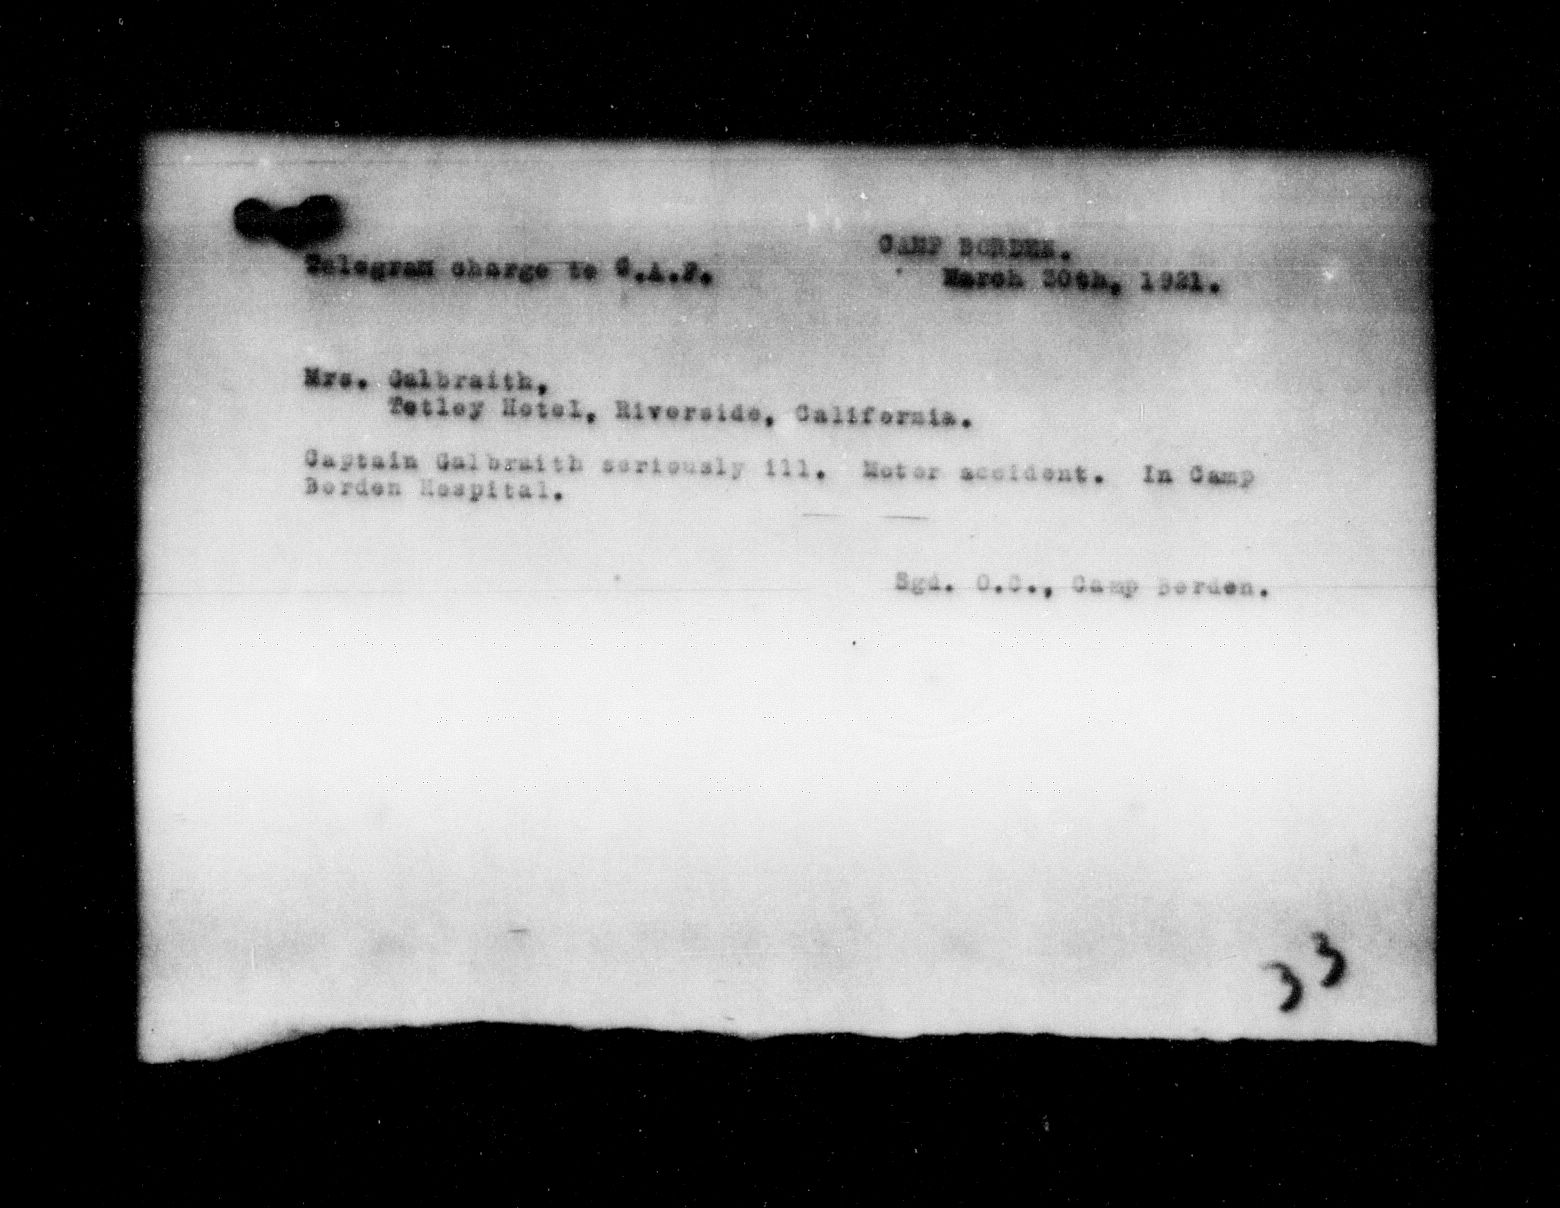 CAMP BORDEN.
Telegram charge to C.A.F.
March 30th, 1921.
Mrs. Galbraith,
Tetley Hotel, Riverside, California.
Captain Galbraith seriously ill. Motor accident. In Camp
Borden Hospital.
Sgd. O.C., Camp Borden.
33